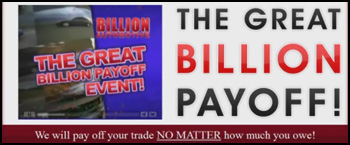 BILLION
THE GREAT
BILLION PAYOFF
EVENT!
THE GREAT
BILLION
PAYOFF!
We will pay off your trade NO MATTER how much you owe!